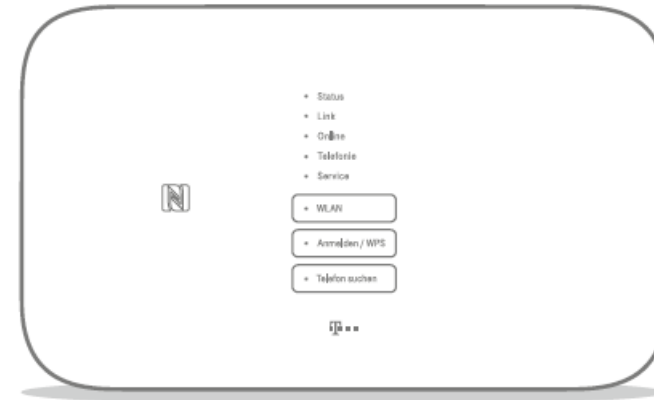 Status
Link
Online
Telefonie
Service
WLAN
Anmelden / WPS
Telefon suchen
T